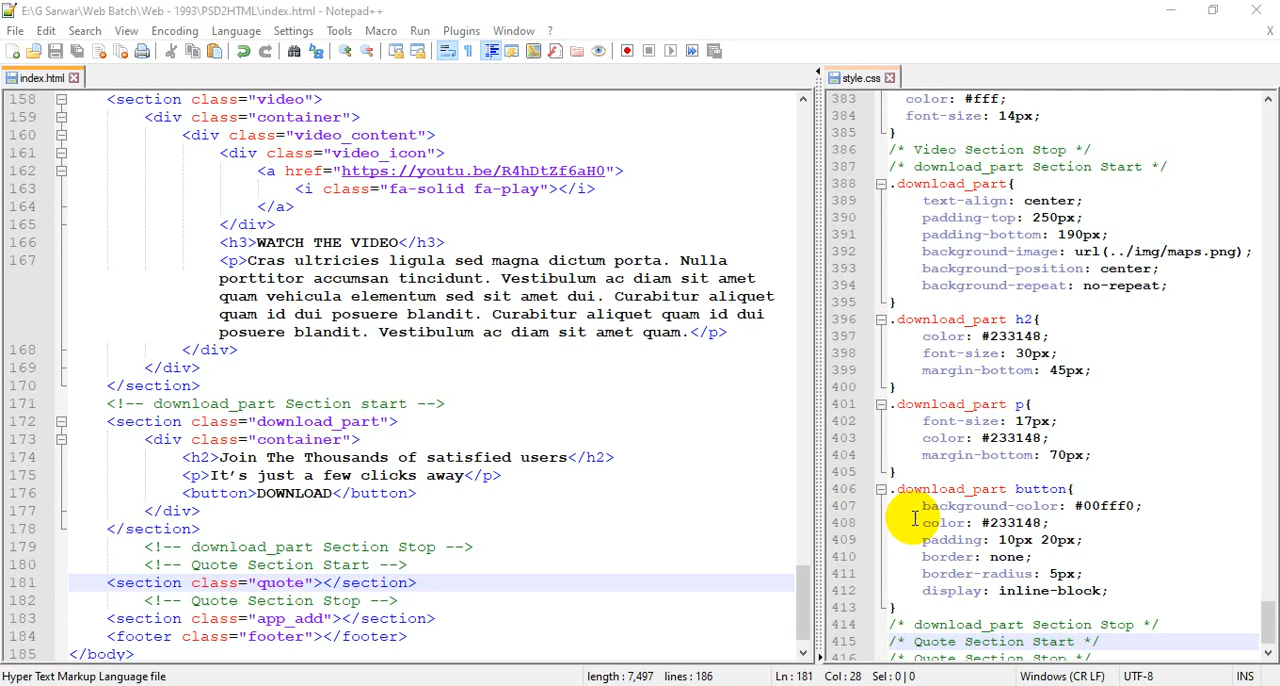 E:\G Sarwar\Web Batch\Web - 1993\PSD2HTML\index.html - Notepad++
File Edit Search View Encoding Language Settings Tools Macro Run Plugins Window ? X
index.html
158 <section class="video">
159 <div class="container">
160 <div class="video_content">
161 <div class="video_icon">
162 <a href="https://youtu.be/R4hDtZf6aH0">
163 <i class="fa-solid fa-play"></i>
164 </a>
165 </div>
166 <h3>WATCH THE VIDEO</h3>
167 <p>Cras ultricies ligula sed magna dictum porta. Nulla
porttitor accumsan tincidunt. Vestibulum ac diam sit amet
quam vehicula elementum sed sit amet dui. Curabitur aliquet
quam id dui posuere blandit. Curabitur aliquet quam id dui
posuere blandit. Vestibulum ac diam sit amet quam.</p>
168 </div>
169 </div>
170 </section>
171 <!-- download_part Section start -->
172 <section class="download_part">
173 <div class="container">
174 <h2>Join The Thousands of satisfied users</h2>
175 <p>It's just a few clicks away</p>
176 <button>DOWNLOAD</button>
177 </div>
178 </section>
179 <!-- download_part Section Stop -->
180 <!-- Quote Section Start -->
181 <section class="quote"></section>
182 <!-- Quote Section Stop -->
183 <section class="app_add"></section>
184 <footer class="footer"></footer>
185 </body>
style.css
383 color: #fff;
384 font-size: 14px;
385 }
386 /* Video Section Stop */
387 /* download_part Section Start */
388 .download_part{
389 text-align: center;
390 padding-top: 250px;
391 padding-bottom: 190px;
392 background-image: url(../img/maps.png);
393 background-position: center;
394 background-repeat: no-repeat;
395 }
396 .download_part h2{
397 color: #233148;
398 font-size: 30px;
399 margin-bottom: 45px;
400 }
401 .download_part p{
402 font-size: 17px;
403 color: #233148;
404 margin-bottom: 70px;
405 }
406 .download_part button{
407 background-color: #00fff0;
408 color: #233148;
409 padding: 10px 20px;
410 border: none;
411 border-radius: 5px;
412 display: inline-block;
413 }
414 /* download_part Section Stop */
415 /* Quote Section Start */
416 /* Quote Section Stop */
Hyper Text Markup Language file length : 7,497 lines : 186 Ln : 181 Col : 28 Sel : 0 | 0 Windows (CR LF) UTF-8 INS